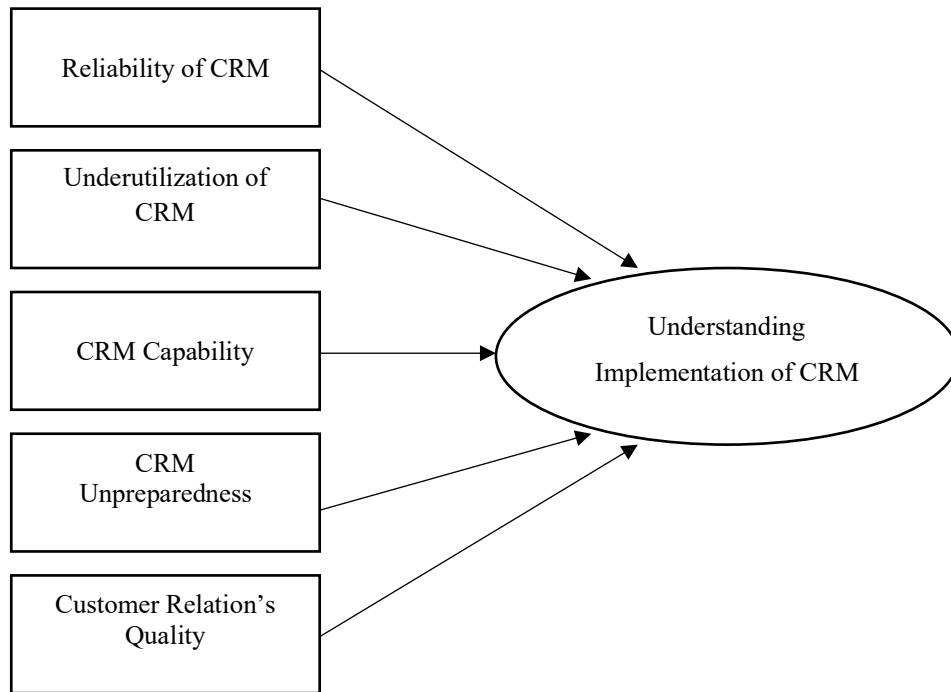 Reliability of CRM
Underutilization of
CRM
CRM Capability
CRM
Unpreparedness
Customer Relation’s
Quality
Understanding
Implementation of CRM